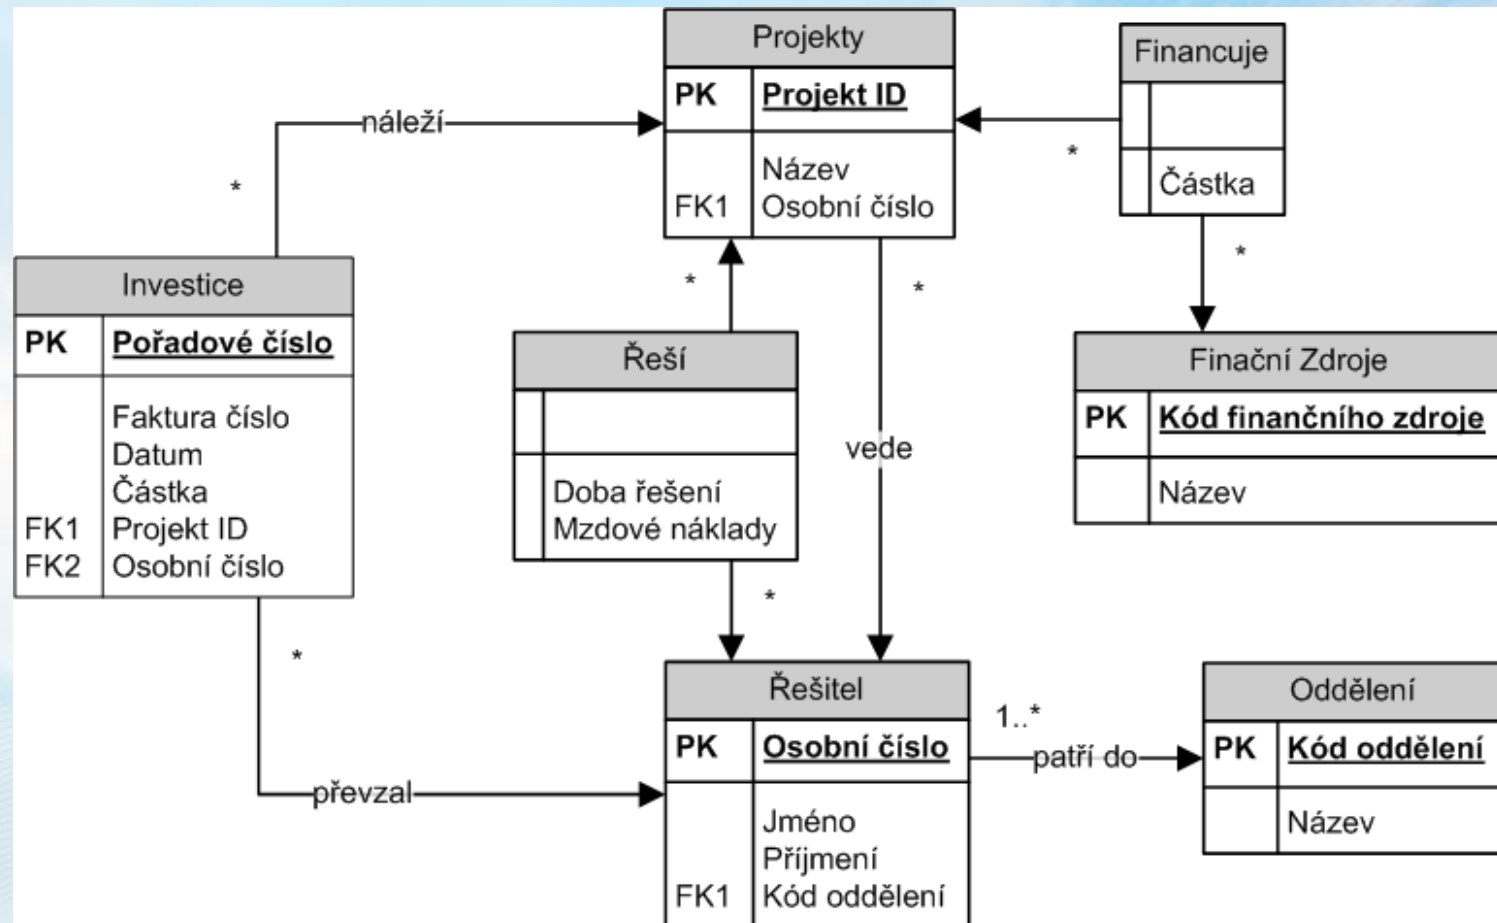 Projekty
PK Projekt ID
Název
FK1 Osobní číslo
Financuje
Částka
náleží
*
*
*
*
*
Investice
PK Pořadové číslo
Faktura číslo
Datum
Částka
FK1 Projekt ID
FK2 Osobní číslo
Řeší
Doba řešení
Mzdové náklady
vede
Finační Zdroje
PK Kód finančního zdroje
Název
*
*
převzal
Řešitel
PK Osobní číslo
Jméno
Příjmení
FK1 Kód oddělení
1..*
patří do
Oddělení
PK Kód oddělení
Název